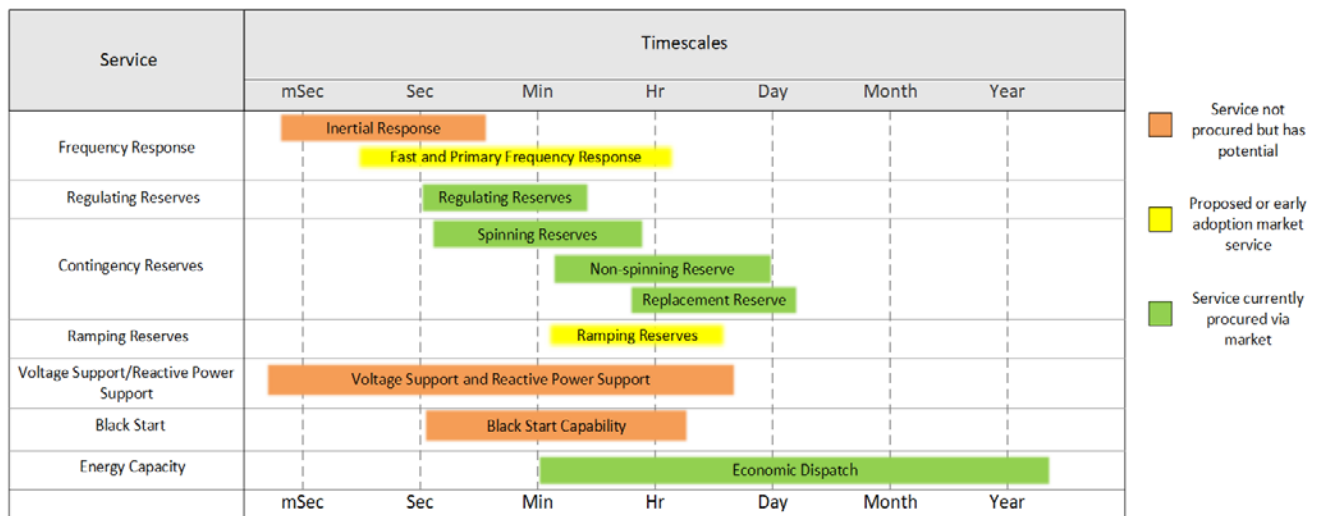 Service
Timescales
mSec Sec Min Hr Day Month Year
Frequency Response
Inertial Response
Fast and Primary Frequency Response
Regulating Reserves
Regulating Reserves
Contingency Reserves
Spinning Reserves
Non-spinning Reserve
Replacement Reserve
Ramping Reserves
Ramping Reserves
Voltage Support/Reactive Power
Support
Voltage Support and Reactive Power Support
Black Start
Black Start Capability
Energy Capacity
Economic Dispatch
mSec Sec Min Hr Day Month Year
Service not
procured but has
potential
Proposed or early
adoption market
service
Service currently
procured via
market